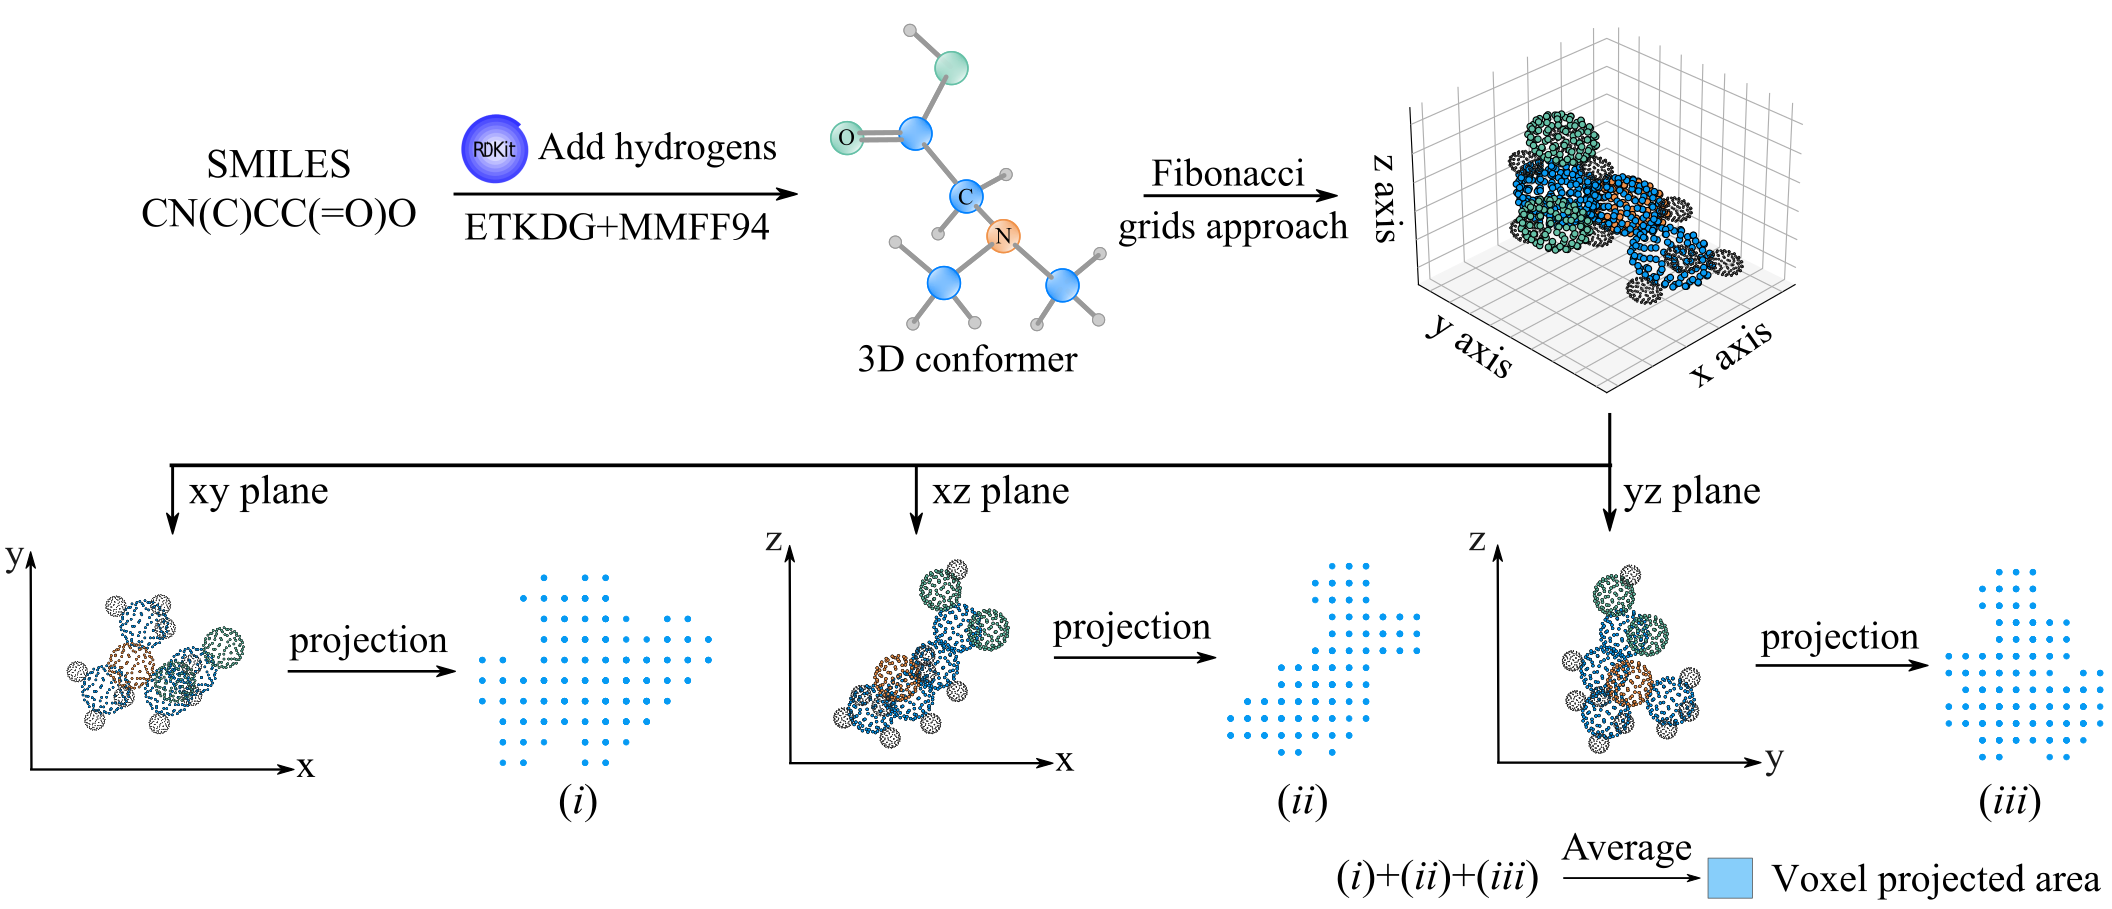 SMILES
CN(C)CC(=O)O
RDKit
Add hydrogens
ETKDG+MMFF94
O
C
N
3D conformer
Fibonacci
grids approach
z axis
y axis
x axis
xy plane
xz plane
yz plane
y
x
projection
(i)
z
x
projection
(ii)
z
y
projection
(iii)
(i)+(ii)+(iii)
Average
Voxel projected area